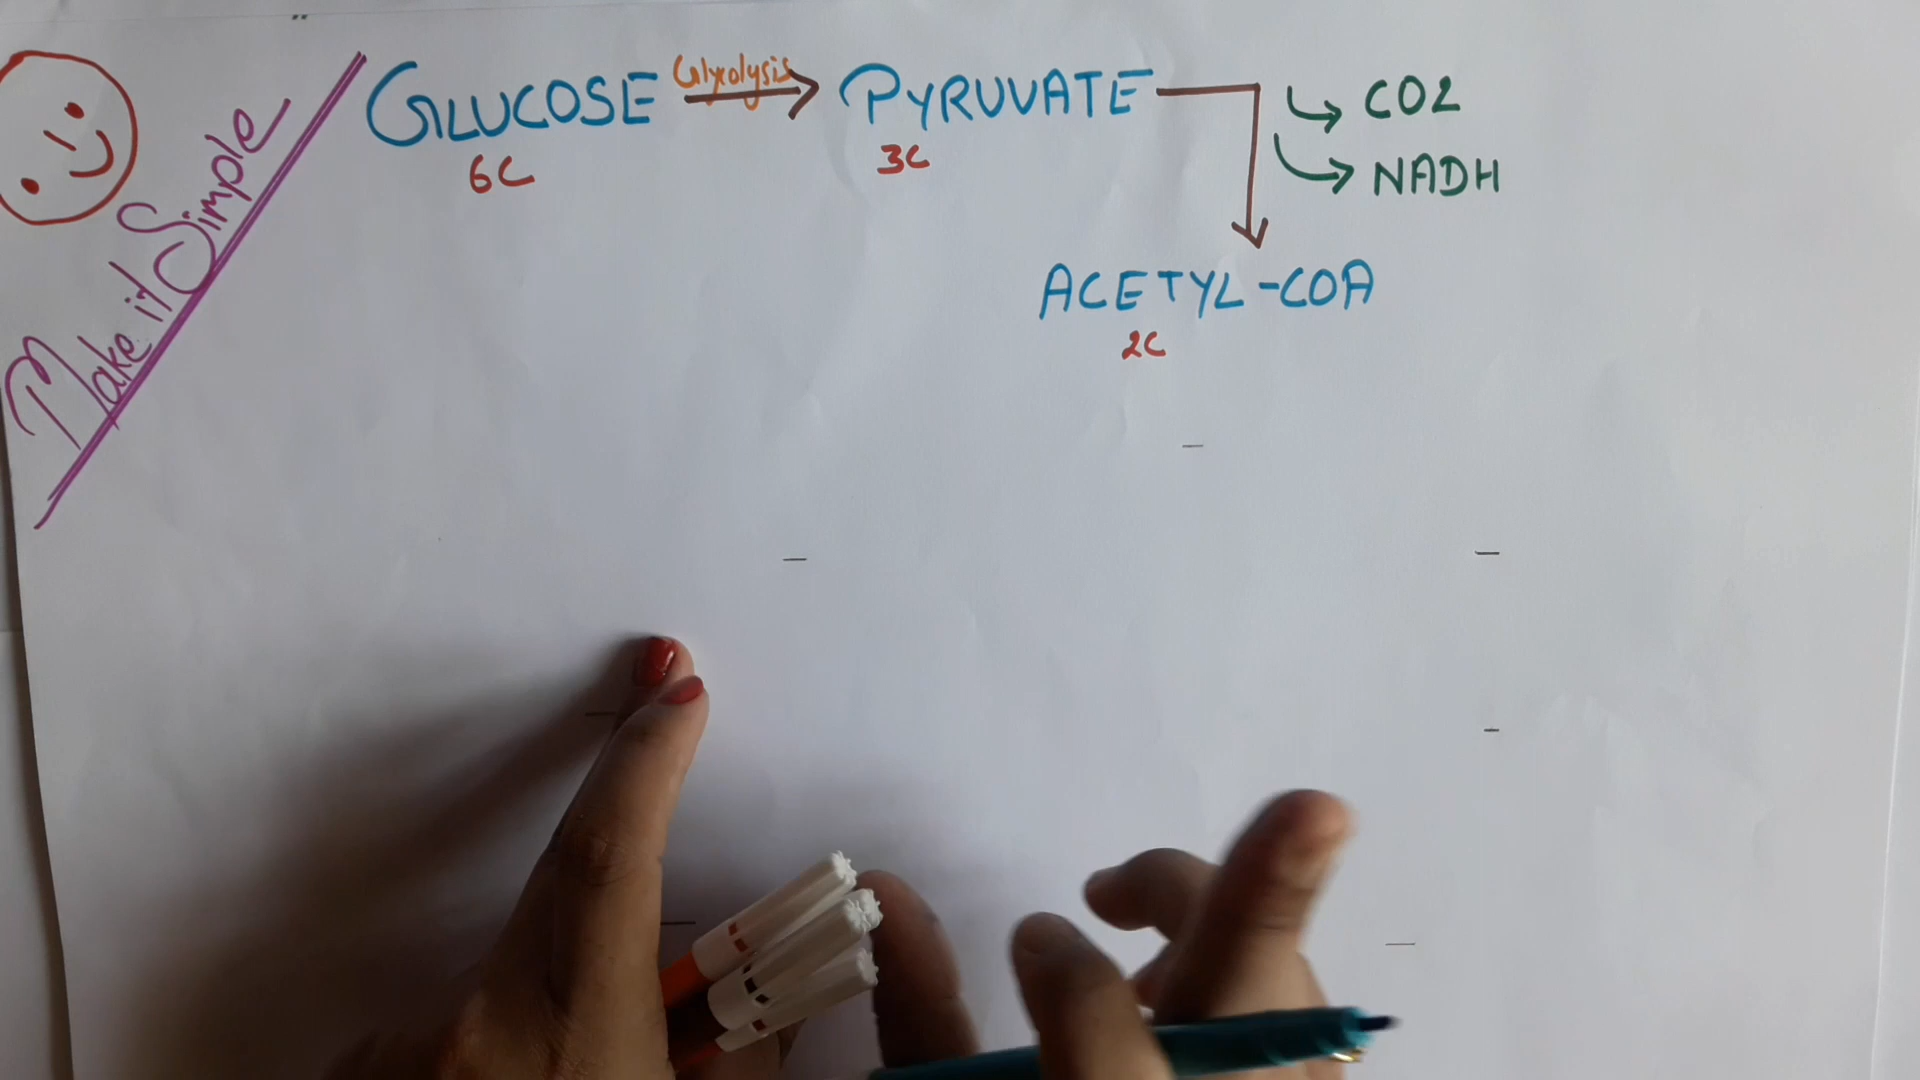 Make it Simple
GLUCOSE Glycolysis PYRUVATE CO2
6C 3C NADH
ACETYL-COA
2C